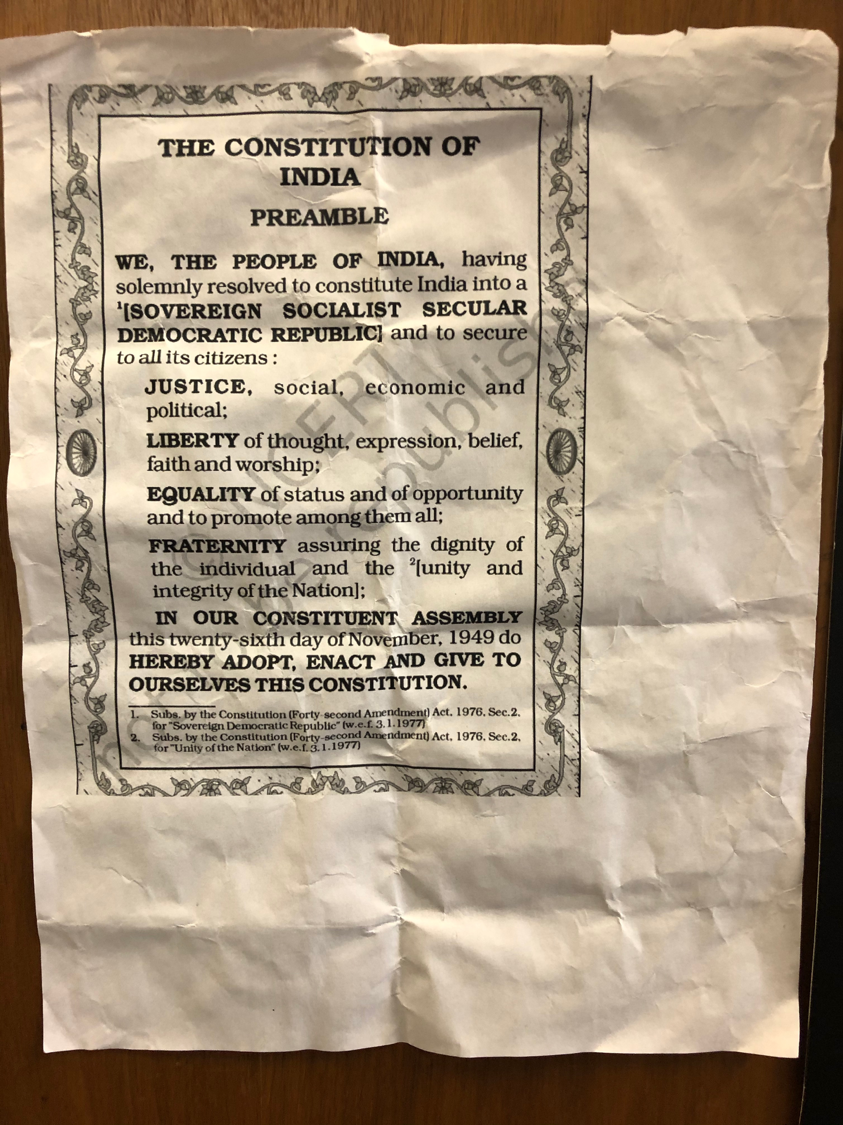 THE CONSTITUTION OF
INDIA
PREAMBLE
WE, THE PEOPLE OF INDIA, having
solemnly resolved to constitute India into a
¹[SOVEREIGN SOCIALIST SECULAR
DEMOCRATIC REPUBLIC] and to secure
to all its citizens :
JUSTICE, social, economic and
political;
LIBERTY of thought, expression, belief,
faith and worship;
EQUALITY of status and of opportunity
and to promote among them all;
FRATERNITY assuring the dignity of
the individual and the ²[unity and
integrity of the Nation];
IN OUR CONSTITUENT ASSEMBLY
this twenty-sixth day of November, 1949 do
HEREBY ADOPT, ENACT AND GIVE TO
OURSELVES THIS CONSTITUTION.
1. Subs. by the Constitution (Forty-second Amendment) Act, 1976, Sec.2,
for "Sovereign Democratic Republic" (w.e.f. 3.1.1977)
2. Subs. by the Constitution (Forty-second Amendment) Act, 1976, Sec.2,
for "Unity of the Nation" (w.e.f. 3.1.1977)
© NCERT